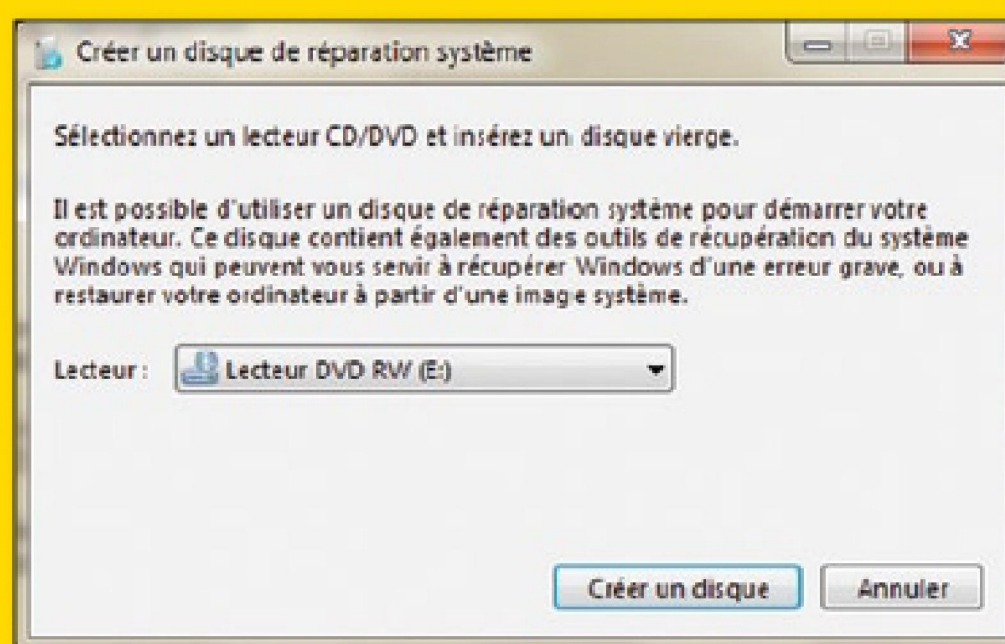 Créer un disque de réparation système
Sélectionnez un lecteur CD/DVD et insérez un disque vierge.
Il est possible d'utiliser un disque de réparation système pour démarrer votre
ordinateur. Ce disque contient également des outils de récupération du système
Windows qui peuvent vous servir à récupérer Windows d'une erreur grave, ou à
restaurer votre ordinateur à partir d'une image système.
Lecteur : Lecteur DVD RW (E:)
Créer un disque Annuler